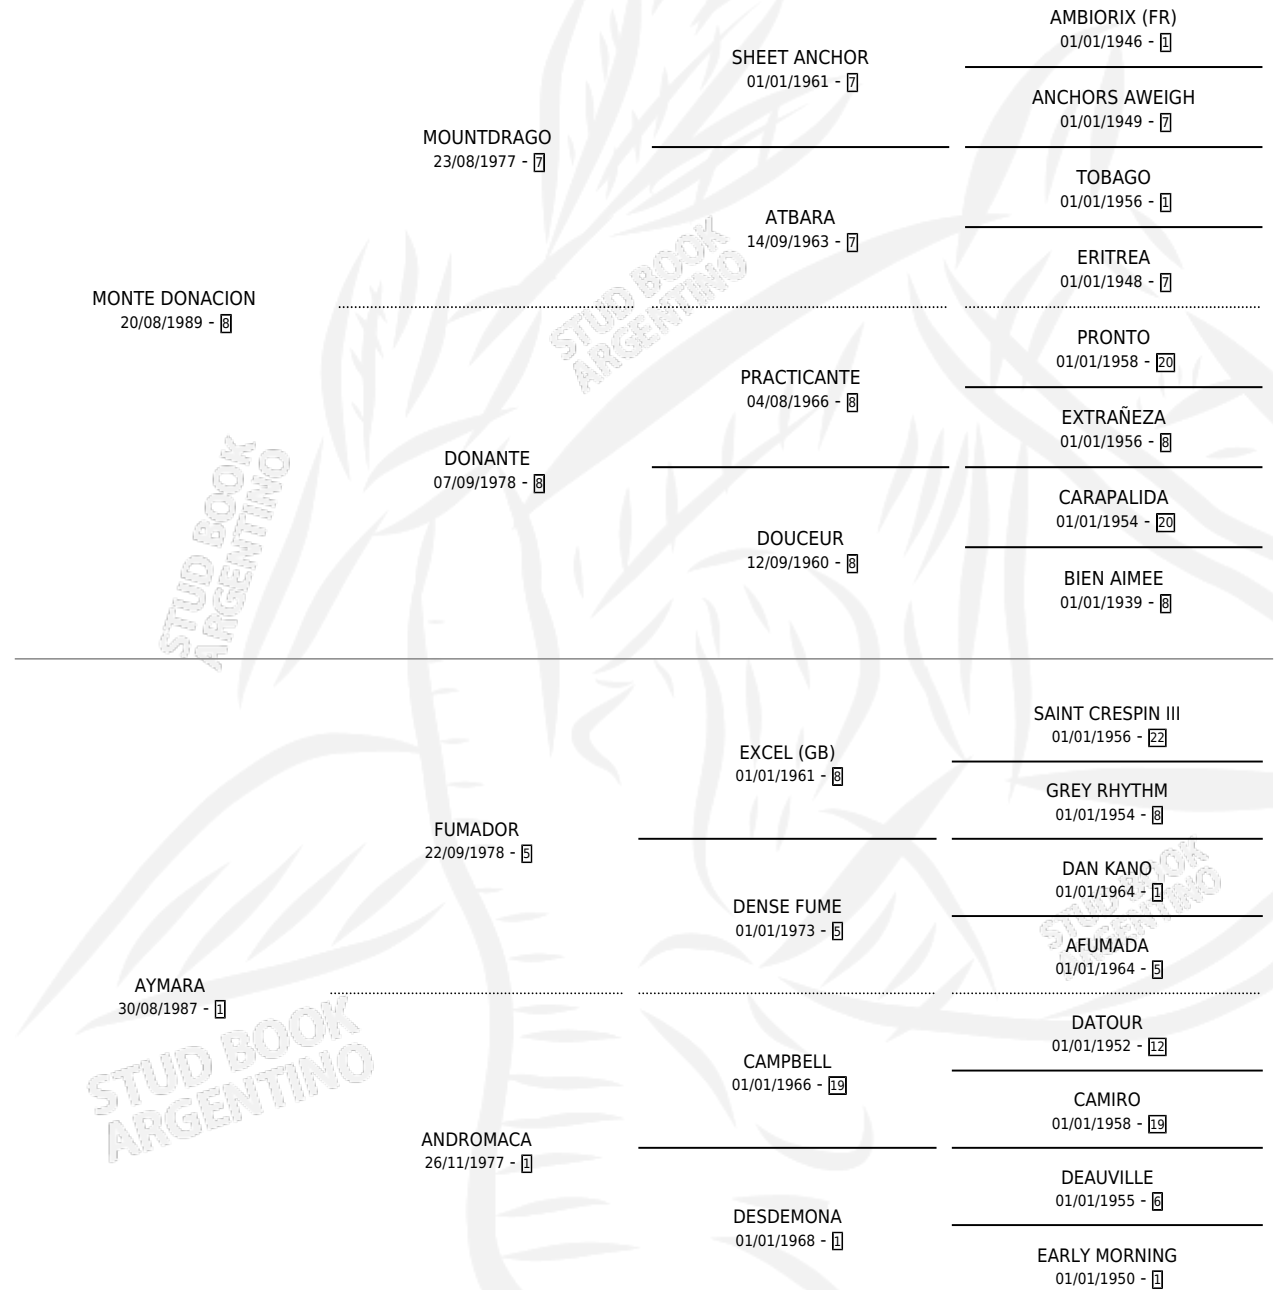 AMBIORIX (FR)
01/01/1946 - 1
SHEET ANCHOR
01/01/1961 - 7
ANCHORS AWEIGH
01/01/1949 - 7
MOUNTDRAGO
23/08/1977 - 7
TOBAGO
01/01/1956 - 1
ATBARA
14/09/1963 - 7
ERITREA
01/01/1948 - 7
MONTE DONACION
20/08/1989 - 8
PRONTO
01/01/1958 - 20
PRACTICANTE
04/08/1966 - 8
EXTRAÑEZA
01/01/1956 - 8
DONANTE
07/09/1978 - 8
CARAPALIDA
01/01/1954 - 20
DOUCEUR
12/09/1960 - 8
BIEN AIMEE
01/01/1939 - 8
SAINT CRESPIN III
01/01/1956 - 22
EXCEL (GB)
01/01/1961 - 8
GREY RHYTHM
01/01/1954 - 8
FUMADOR
22/09/1978 - 5
DAN KANO
01/01/1964 - 1
DENSE FUME
01/01/1973 - 5
AFUMADA
01/01/1964 - 5
AYMARA
30/08/1987 - 1
DATOUR
01/01/1952 - 12
CAMPBELL
01/01/1966 - 19
CAMIRO
01/01/1958 - 19
ANDROMACA
26/11/1977 - 1
DEAUVILLE
01/01/1955 - 6
DESDEMONA
01/01/1968 - 1
EARLY MORNING
01/01/1950 - 1
STUD BOOK
ARGENTINO
STUD BOOK
ARGENTINO
STUD BOOK
ARGENTINO
STUD BOOK
ARGENTINO